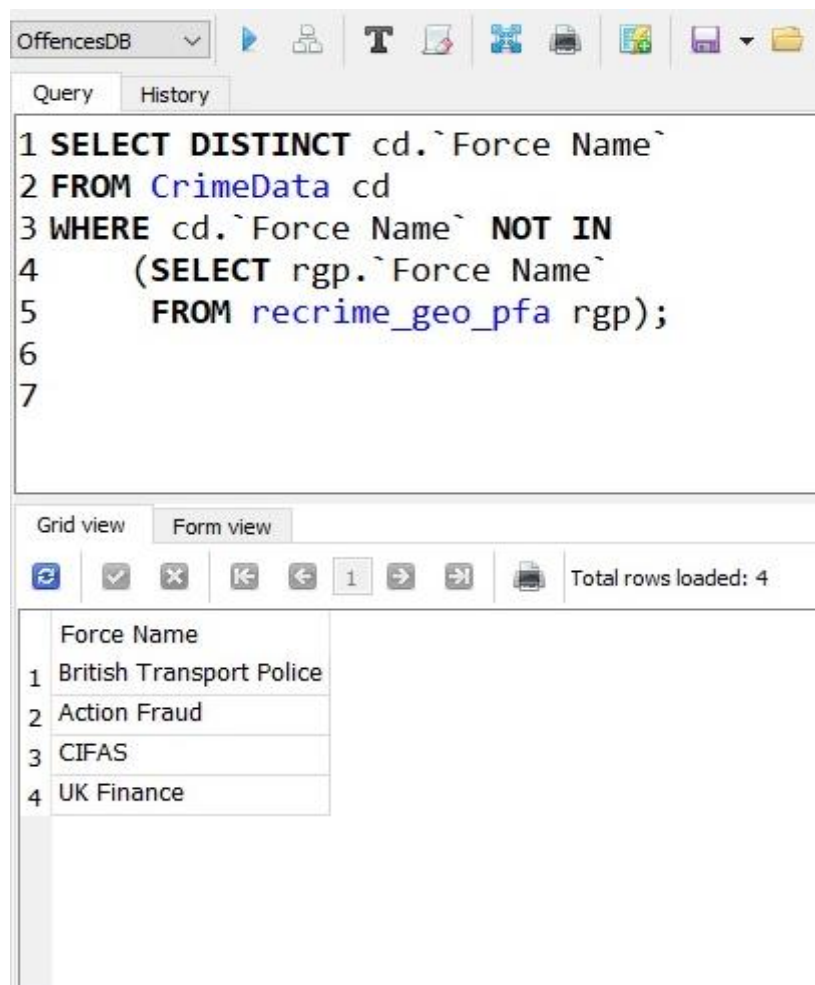 OffencesDB
Query History
1 SELECT DISTINCT cd.`Force Name`
2 FROM CrimeData cd
3 WHERE cd.`Force Name` NOT IN
4 (SELECT rgp.`Force Name`
5 FROM recrime_geo_pfa rgp);
6
7
Grid view Form view
1 Total rows loaded: 4
Force Name
1 British Transport Police
2 Action Fraud
3 CIFAS
4 UK Finance